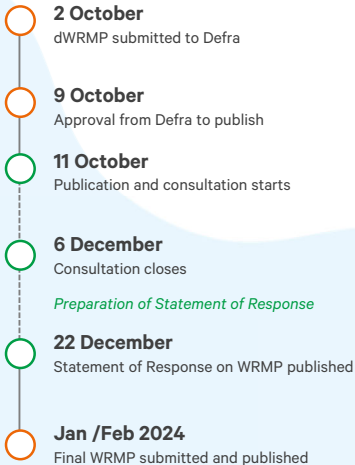 2 October
dWRMP submitted to Defra
9 October
Approval from Defra to publish
11 October
Publication and consultation starts
6 December
Consultation closes
Preparation of Statement of Response
22 December
Statement of Response on WRMP published
Jan /Feb 2024
Final WRMP submitted and published